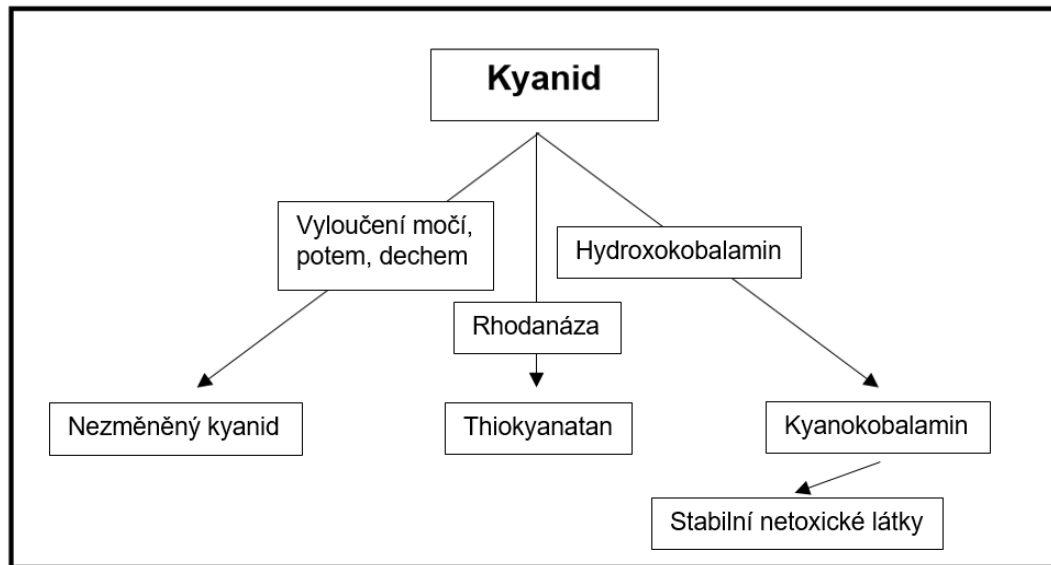 Kyanid
Vyloučení močí,
potem, dechem
Hydroxokobalamin
Rhodanáza
Nezměněný kyanid
Thiokyanatan
Kyanokobalamin
Stabilní netoxické látky